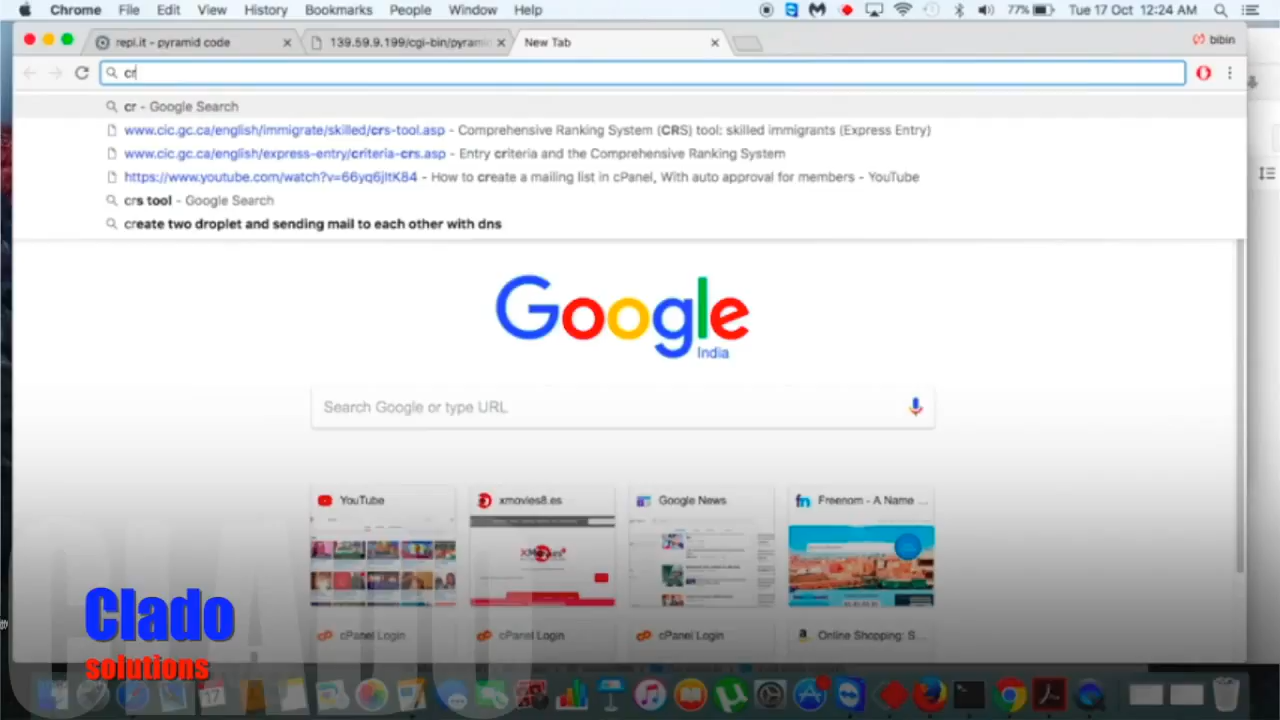 Chrome File Edit View History Bookmarks People Window Help 77% Tue 17 Oct 12:24 AM
repl.it - pyramid code 139.59.9.199/cgi-bin/pyrami New Tab bibin
cr
cr - Google Search
www.cic.gc.ca/english/immigrate/skilled/crs-tool.asp - Comprehensive Ranking System (CRS) tool: skilled immigrants (Express Entry)
www.cic.gc.ca/english/express-entry/criteria-crs.asp - Entry criteria and the Comprehensive Ranking System
https://www.youtube.com/watch?v=66yq6jltK84 - How to create a mailing list in cPanel, With auto approval for members - YouTube
crs tool - Google Search
create two droplet and sending mail to each other with dns
Google
India
Search Google or type URL
YouTube xmovies8.es Google News Freenom - A Name ...
cPanel Login cPanel Login cPanel Login Online Shopping: S...
Clado
solutions
17